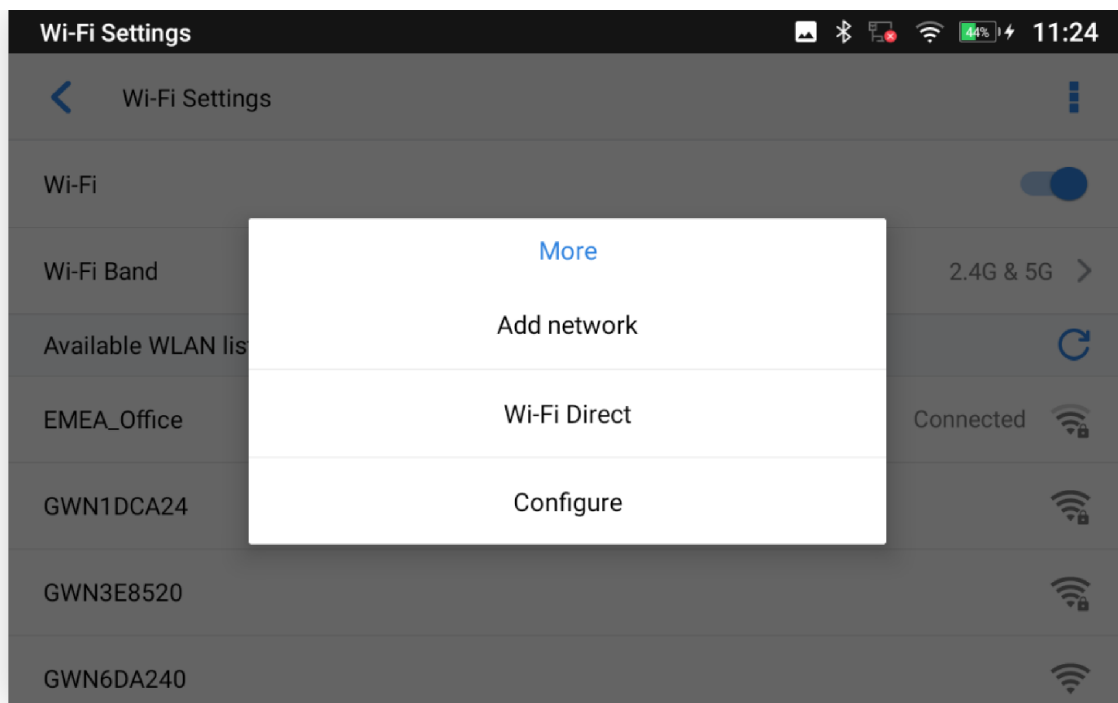 Wi-Fi Settings 44% 11:24
Wi-Fi Settings
Wi-Fi
More
Wi-Fi Band 2.4G & 5G
Add network
Available WLAN lis
Wi-Fi Direct
EMEA_Office Connected
Configure
GWN1DCA24
GWN3E8520
GWN6DA240